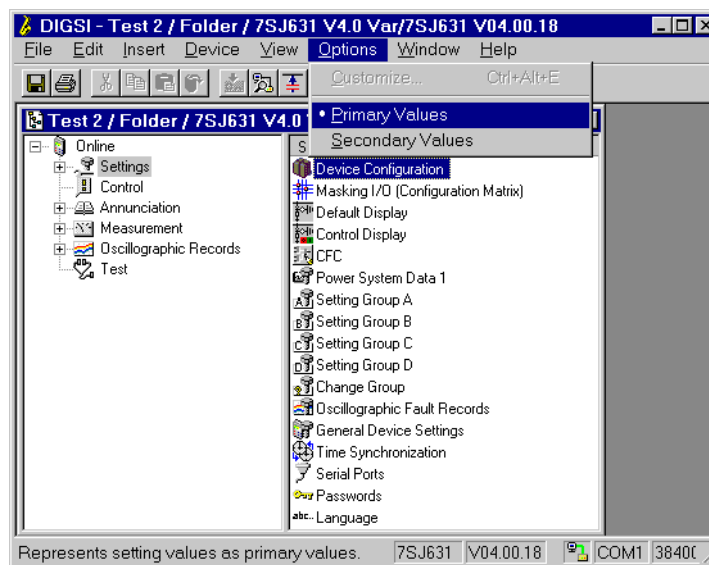 DIGSI - Test 2 / Folder / 7SJ631 V4.0 Var/7SJ631 V04.00.18
File Edit Insert Device View Options Window Help
Customize... Ctrl+Alt+E
Primary Values
Secondary Values
Test 2 / Folder / 7SJ631 V4.0
Online
Settings
Control
Annunciation
Measurement
Oscillographic Records
Test
S
Device Configuration
Masking I/O (Configuration Matrix)
Default Display
Control Display
CFC
Power System Data 1
Setting Group A
Setting Group B
Setting Group C
Setting Group D
Change Group
Oscillographic Fault Records
General Device Settings
Time Synchronization
Serial Ports
Passwords
abc.. Language
Represents setting values as primary values. 7SJ631 V04.00.18 COM1 3840(